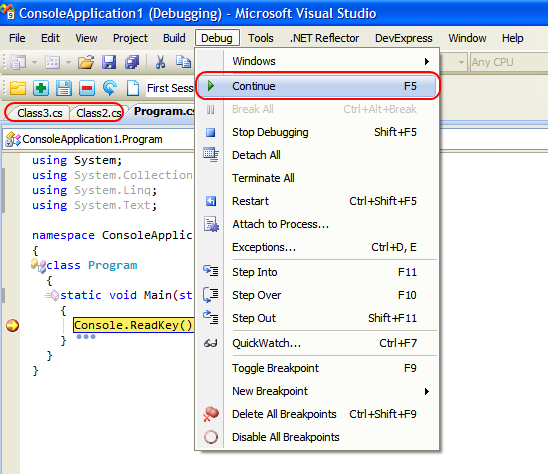 ConsoleApplication1 (Debugging) - Microsoft Visual Studio
File Edit View Project Build Debug Tools .NET Reflector DevExpress Window Help
Any CPU
First Sess
Class3.cs Class2.cs Program.c
ConsoleApplication1.Program
using System;
using System.Collection
using System.Linq;
using System.Text;
namespace ConsoleApplic
{
class Program
{
static void Main(st
{
Console.ReadKey()
}
}
}
Windows
Continue F5
Break All Ctrl+Alt+Break
Stop Debugging Shift+F5
Detach All
Terminate All
Restart Ctrl+Shift+F5
Attach to Process...
Exceptions... Ctrl+D, E
Step Into F11
Step Over F10
Step Out Shift+F11
QuickWatch... Ctrl+F7
Toggle Breakpoint F9
New Breakpoint
Delete All Breakpoints Ctrl+Shift+F9
Disable All Breakpoints